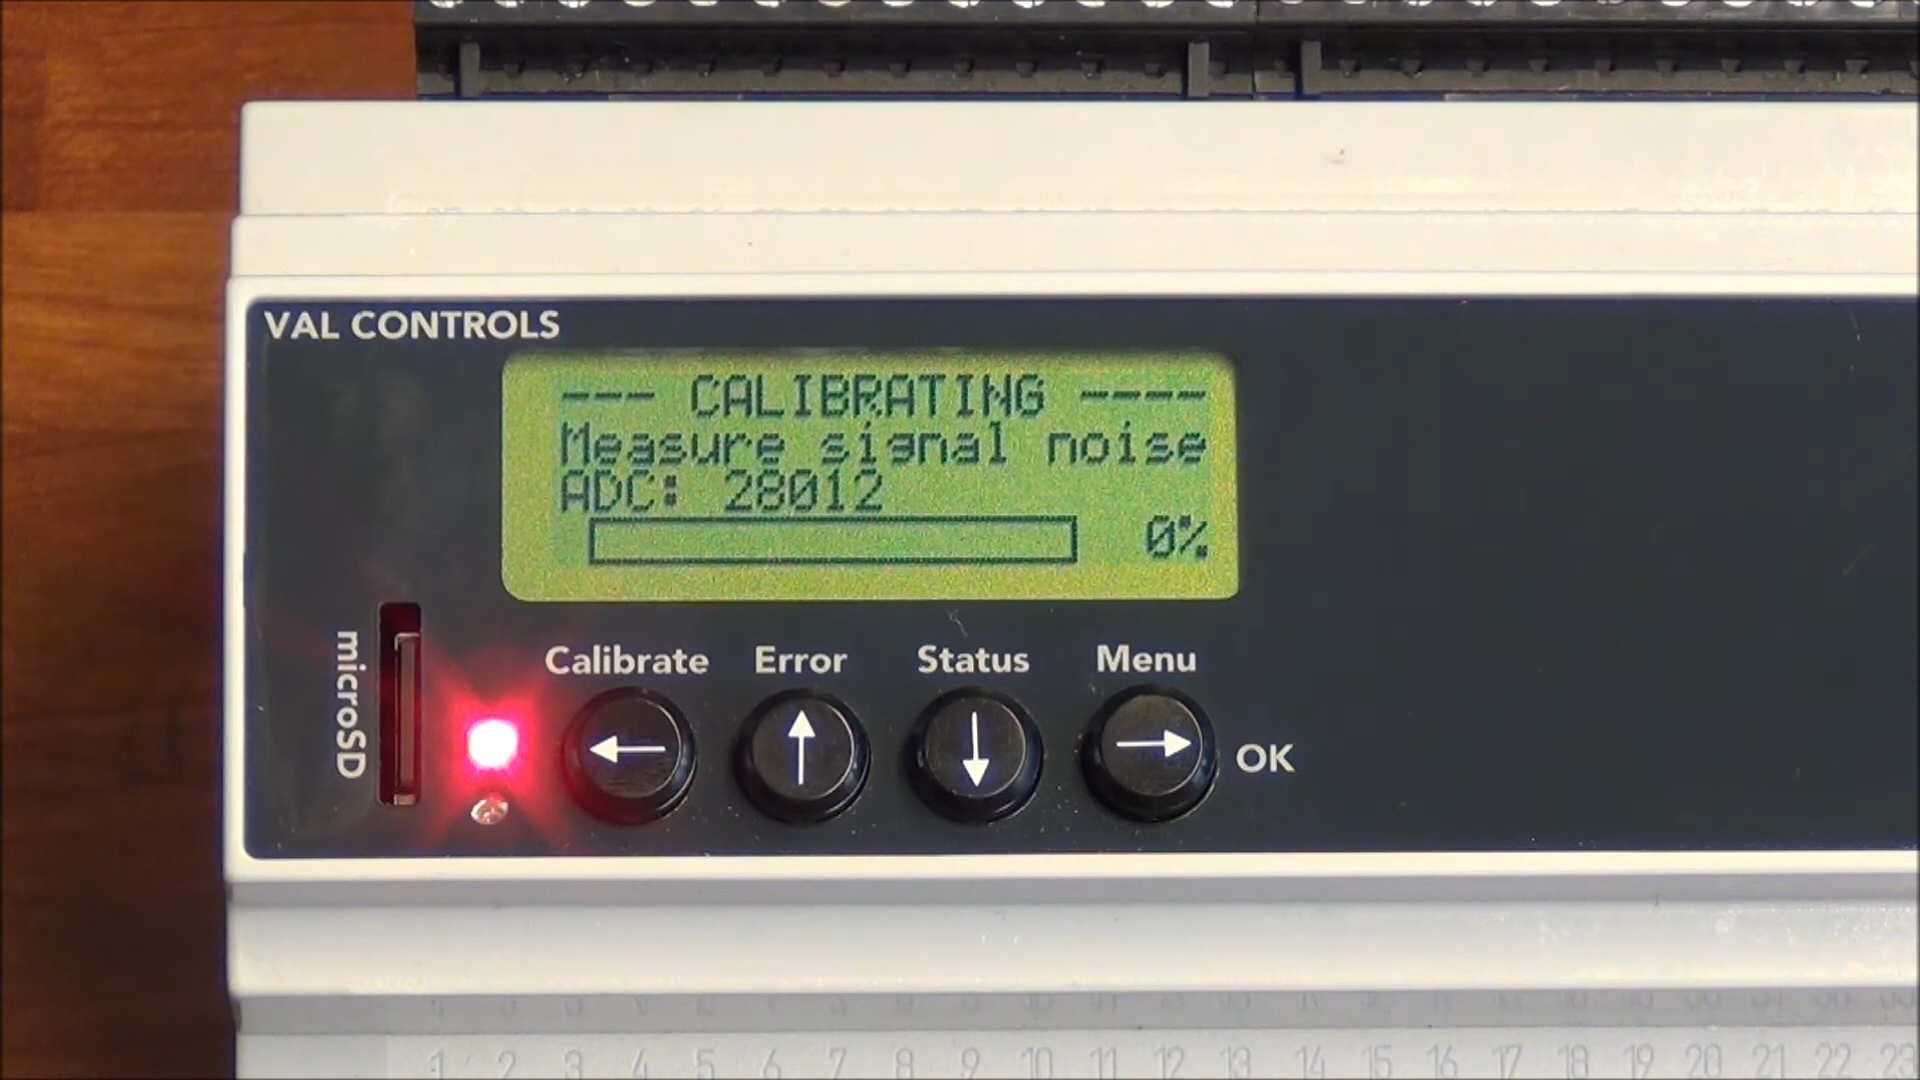 VAL CONTROLS
--- CALIBRATING ----
Measure signal noise
ADC: 28012
0%
microSD
Calibrate Error Status Menu
OK
1 2 3 4 5 6 7 8 9 10 11 12 13 14 15 16 17 18 19 20 21 22 23